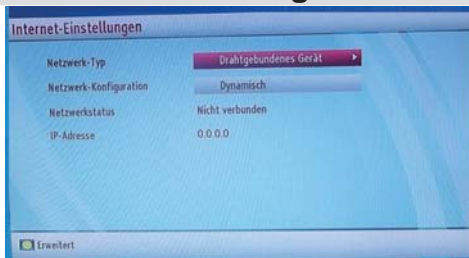 Internet-Einstellungen
Netzwerk-Typ Drahtgebundenes Gerät
Netzwerk-Konfiguration Dynamisch
Netzwerkstatus Nicht verbunden
IP-Adresse 0.0.0.0
Erweitert